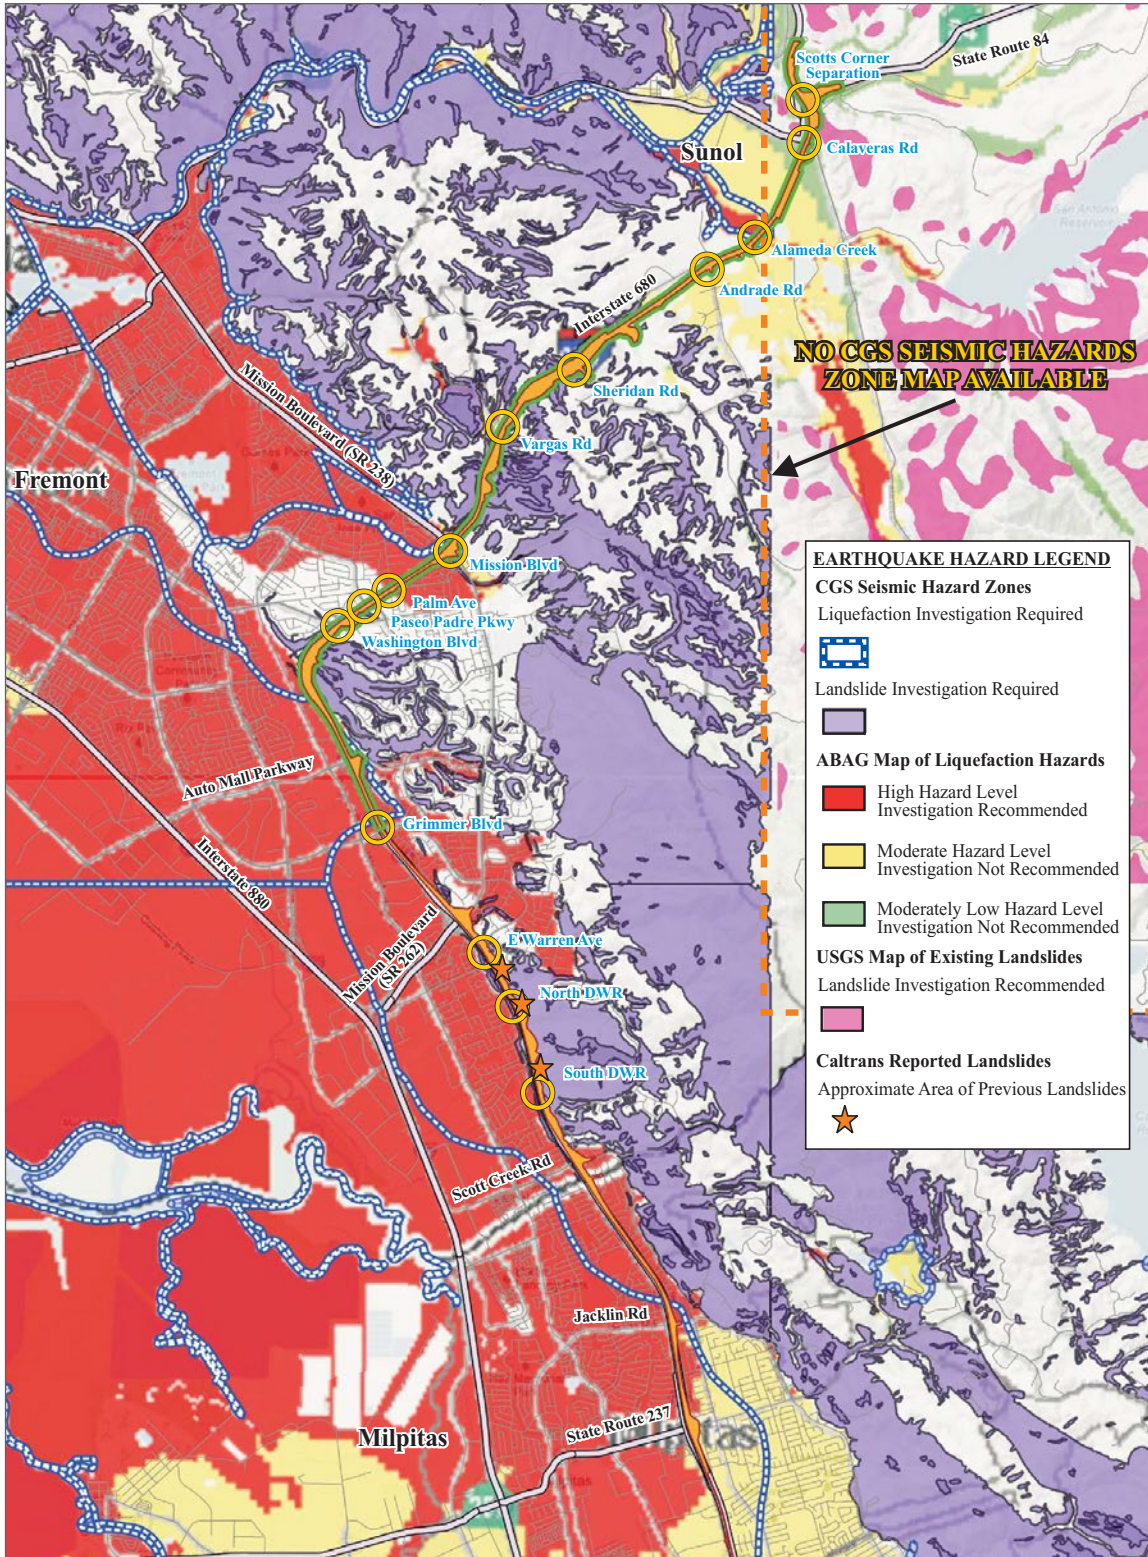 Scotts Corner
Separation
State Route 84
Calaveras Rd
Sunol
San Antonio
Reservoir
Alameda Creek
Andrade Rd
Interstate 680
NO CGS SEISMIC HAZARDS
ZONE MAP AVAILABLE
Sheridan Rd
Mission Boulevard (SR 238)
Vargas Rd
Fremont
Mission Blvd
Palm Ave
Paseo Padre Pkwy
Washington Blvd
Auto Mall Parkway
Grimmer Blvd
Interstate 880
Mission Boulevard
(SR 262)
E Warren Ave
North DWR
South DWR
Scott Creek Rd
Jacklin Rd
State Route 237
Milpitas
Milpitas
EARTHQUAKE HAZARD LEGEND
CGS Seismic Hazard Zones
Liquefaction Investigation Required
Landslide Investigation Required
ABAG Map of Liquefaction Hazards
High Hazard Level
Investigation Recommended
Moderate Hazard Level
Investigation Not Recommended
Moderately Low Hazard Level
Investigation Not Recommended
USGS Map of Existing Landslides
Landslide Investigation Recommended
Caltrans Reported Landslides
Approximate Area of Previous Landslides